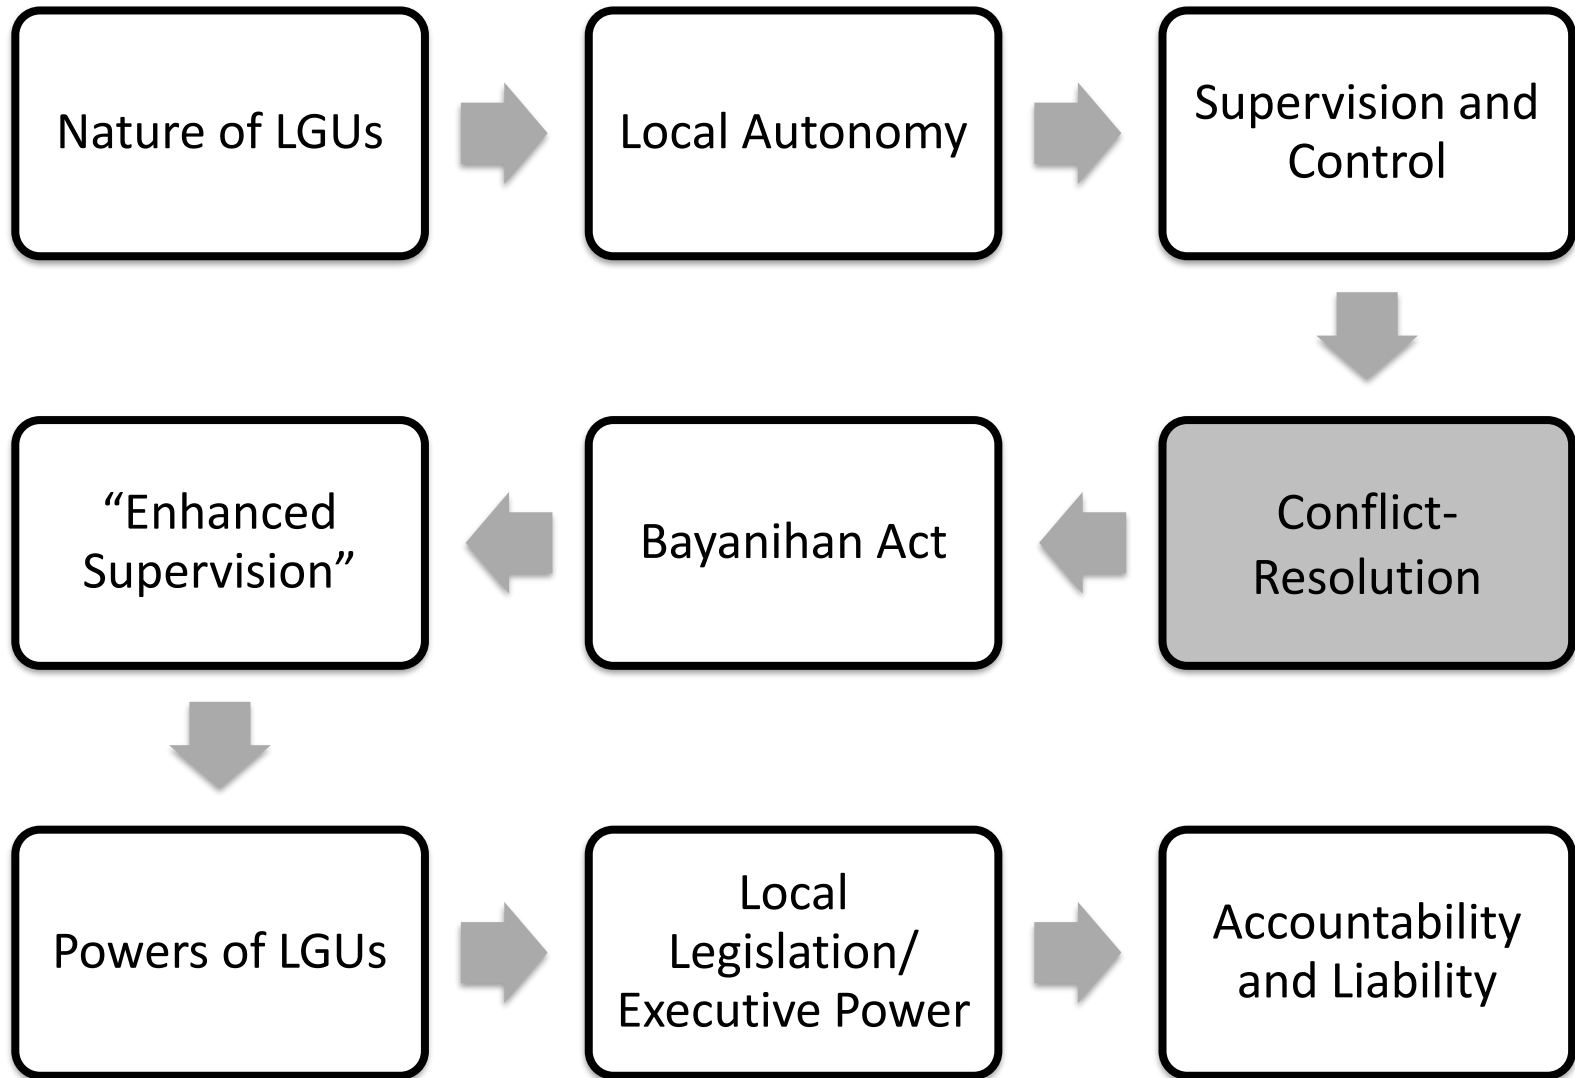 Nature of LGUs
Local Autonomy
Supervision and
Control
Conflict-
Resolution
Bayanihan Act
“Enhanced
Supervision”
Powers of LGUs
Local
Legislation/
Executive Power
Accountability
and Liability